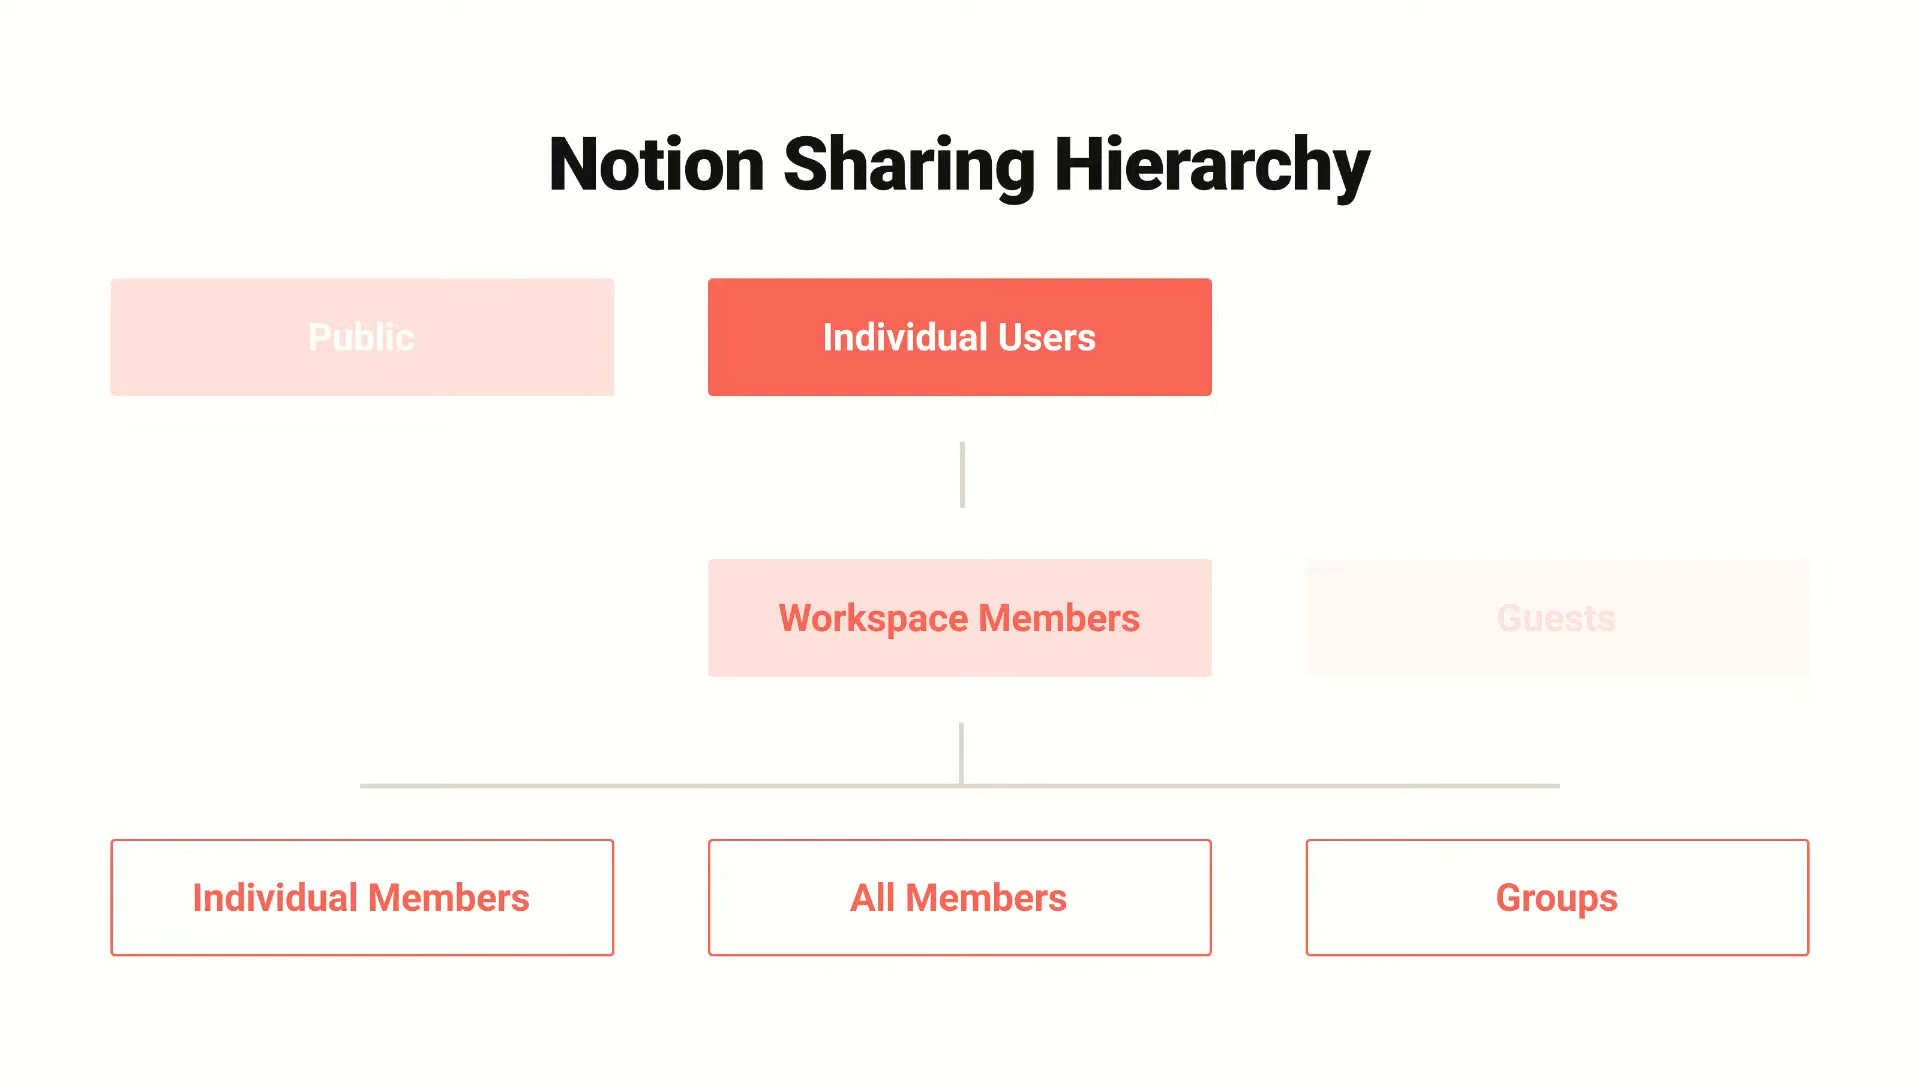 Notion Sharing Hierarchy
Public
Individual Users
Workspace Members
Guests
Individual Members
All Members
Groups